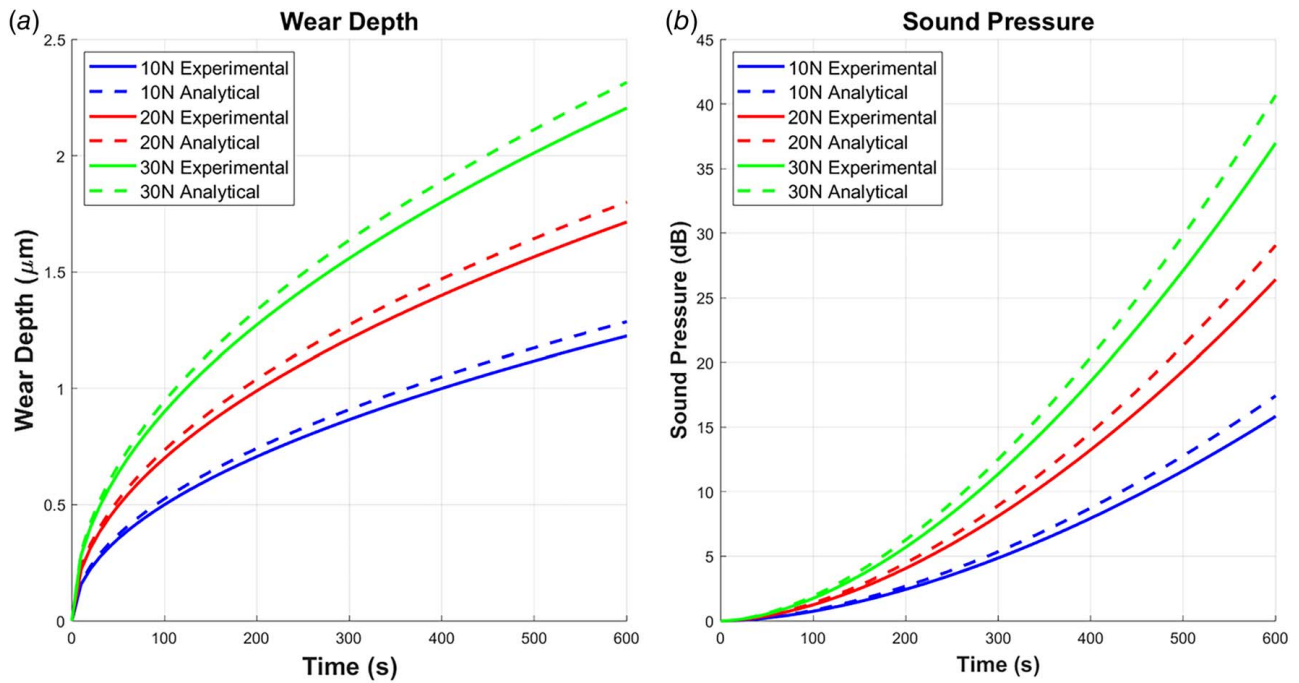 (a)
Wear Depth
2.5
2
1.5
1
0.5
0
Wear Depth (μm)
10N Experimental
10N Analytical
20N Experimental
20N Analytical
30N Experimental
30N Analytical
0 100 200 300 400 500 600
Time (s)
(b)
Sound Pressure
45
40
35
30
25
20
15
10
5
0
Sound Pressure (dB)
10N Experimental
10N Analytical
20N Experimental
20N Analytical
30N Experimental
30N Analytical
0 100 200 300 400 500 600
Time (s)